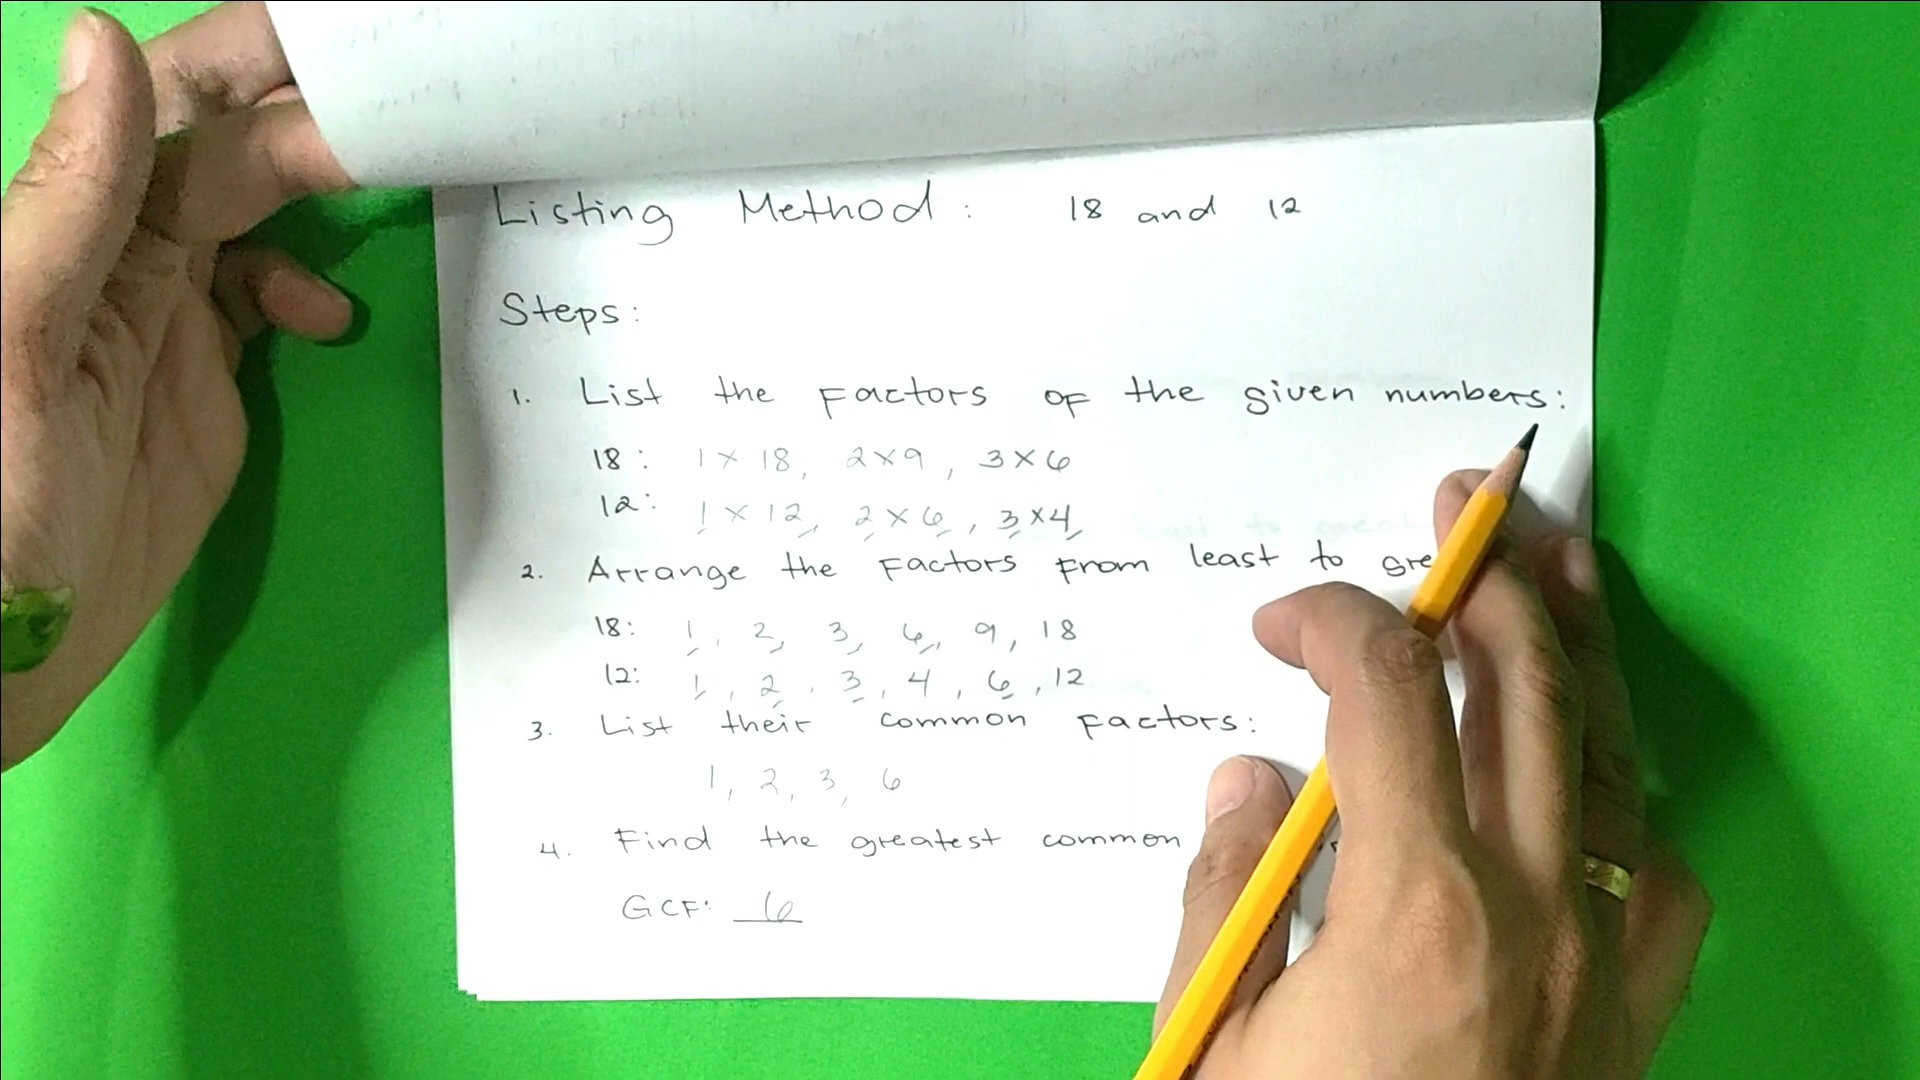 Listing Method : 18 and 12
Steps:
1. List the Factors of the given numbers:
18: 1 x 18, 2 x 9, 3 x 6
12: 1 x 12, 2 x 6, 3 x 4
2. Arrange the Factors from least to gre
18: 1, 2, 3, 6, 9, 18
12: 1, 2, 3, 4, 6, 12
3. List their common Factors:
1, 2, 3, 6
4. Find the greatest common
GCF: 6